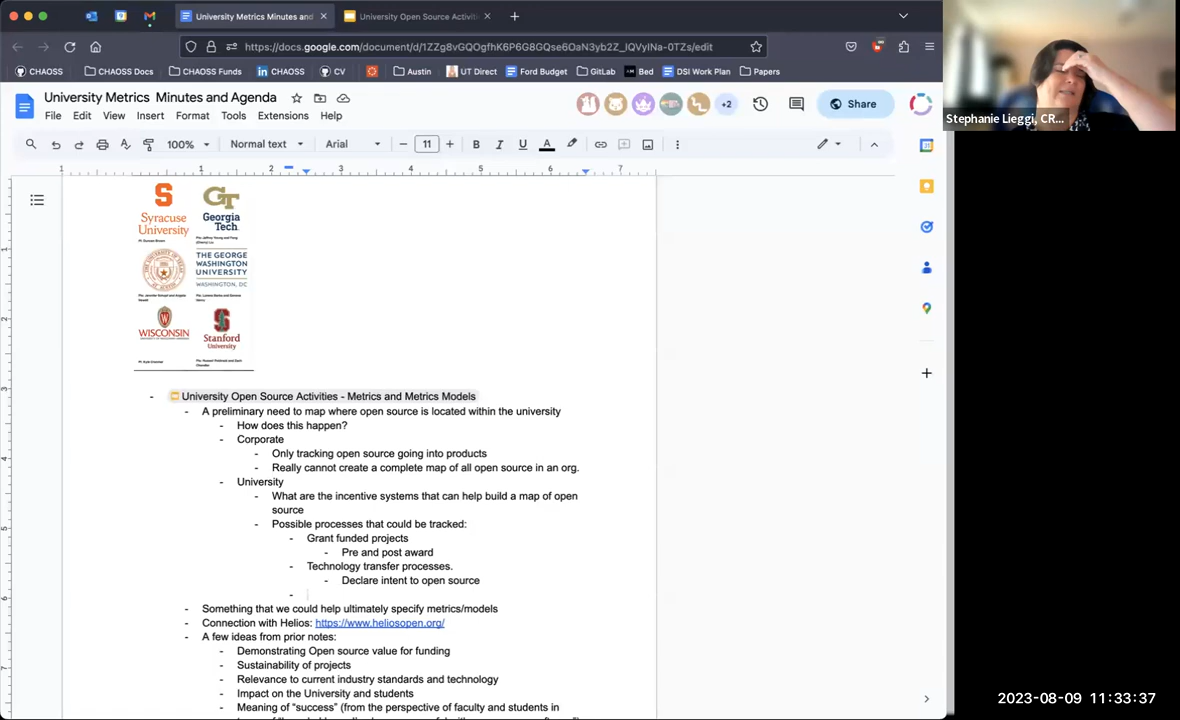 University Metrics Minutes and
University Open Source Activiti
https://docs.google.com/document/d/1ZZg8vGQOgfhK6P6G8GQse6OaN3yb2Z_lQVylNa-0TZs/edit
CHAOSS
CHAOSS Docs
CHAOSS Funds
CHAOSS
CV
Austin
UT Direct
Ford Budget
GitLab
Bed
DSI Work Plan
Papers
University Metrics Minutes and Agenda
File Edit View Insert Format Tools Extensions Help
+2
Share
100% Normal text Arial 11
Stephanie Lieggi, CR...
1 1 2 3 4 5 6 7
Syracuse
University
Georgia
Tech
THE GEORGE
WASHINGTON
UNIVERSITY
WASHINGTON, DC
WISCONSIN
Stanford
University
- University Open Source Activities - Metrics and Metrics Models
- A preliminary need to map where open source is located within the university
- How does this happen?
- Corporate
- Only tracking open source going into products
- Really cannot create a complete map of all open source in an org.
- University
- What are the incentive systems that can help build a map of open
source
- Possible processes that could be tracked:
- Grant funded projects
- Pre and post award
- Technology transfer processes.
- Declare intent to open source
-
- Something that we could help ultimately specify metrics/models
- Connection with Helios: https://www.heliosopen.org/
- A few ideas from prior notes:
- Demonstrating Open source value for funding
- Sustainability of projects
- Relevance to current industry standards and technology
- Impact on the University and students
- Meaning of “success” (from the perspective of faculty and students in
2023-08-09 11:33:37